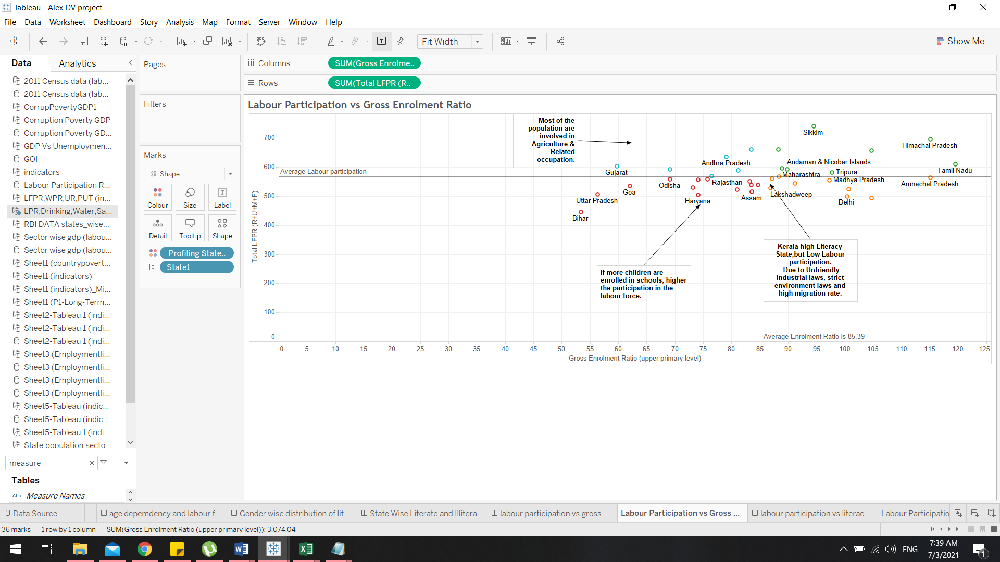 Tableau - Alex DV project
File Data Worksheet Dashboard Story Analysis Map Format Server Window Help
Fit Width
Show Me
Data
Analytics
2011 Census data (lab...
2011 Census data (lab...
CorrupPovertyGDP1
Corruption Poverty GDP
Corruption Poverty GD...
GDP Vs Unemploymen...
GOI
indicators
Labour Participation R...
LFPR,WPR,UR,PUT (in...
LPR,Drinking,Water,Sa...
RBI DATA states_wise...
Sector wise gdp (labou...
Sector wise gdp (labou...
Sheet1 (countrypovert...
Sheet1 (indicators)
Sheet1 (indicators)_Mi...
Sheet1 (P1-Long-Term...
Sheet2-Tableau 1 (indi...
Sheet2-Tableau 1 (indi...
Sheet2-Tableau 1 (indi...
Sheet3 (Employmentli...
Sheet3 (Employmentli...
Sheet3 (Employmentli...
Sheet3 (Employmentli...
Sheet5-Tableau (indic...
Sheet5-Tableau (indic...
Sheet5-Tableau 1 (indi...
State,population,secto...
measure
Tables
Abc Measure Names
Pages
Filters
Marks
Shape
Colour Size Label
Detail Tooltip Shape
Profiling State..
State1
Columns
SUM(Gross Enrolme..
Rows
SUM(Total LFPR (R..
Labour Participation vs Gross Enrolment Ratio
Total LFPR (R+U+M+F)
700
600
500
400
300
200
100
0
Most of the
population are
involved in
Agriculture &
Related
occupation.
Average Labour participation
Sikkim
Himachal Pradesh
Andhra Pradesh
Andaman & Nicobar Islands
Gujarat
Maharashtra
Tripura
Tamil Nadu
Odisha
Rajasthan
Madhya Pradesh
Arunachal Pradesh
Goa
Uttar Pradesh
Haryana
Assam
Lakshadweep
Delhi
Bihar
If more children are
enrolled in schools, higher
the participation in the
labour force.
Kerala high Literacy
State,but Low Labour
participation.
Due to Unfriendly
Industrial laws, strict
environment laws and
high migration rate.
Average Enrolment Ratio is 85.39
0 5 10 15 20 25 30 35 40 45 50 55 60 65 70 75 80 85 90 95 100 105 110 115 120 125
Gross Enrolment Ratio (upper primary level)
Data Source
...
age depemdency and labour f...
Gender wise distribution of lit...
State Wise Literate and Illitera...
labour participation vs gross ...
Labour Participation vs Gross ...
labour participation vs literac...
Labour Participatio
36 marks 1 row by 1 column SUM(Gross Enrolment Ratio (upper primary level)): 3,074.04
ENG
7:39 AM
7/3/2021
1